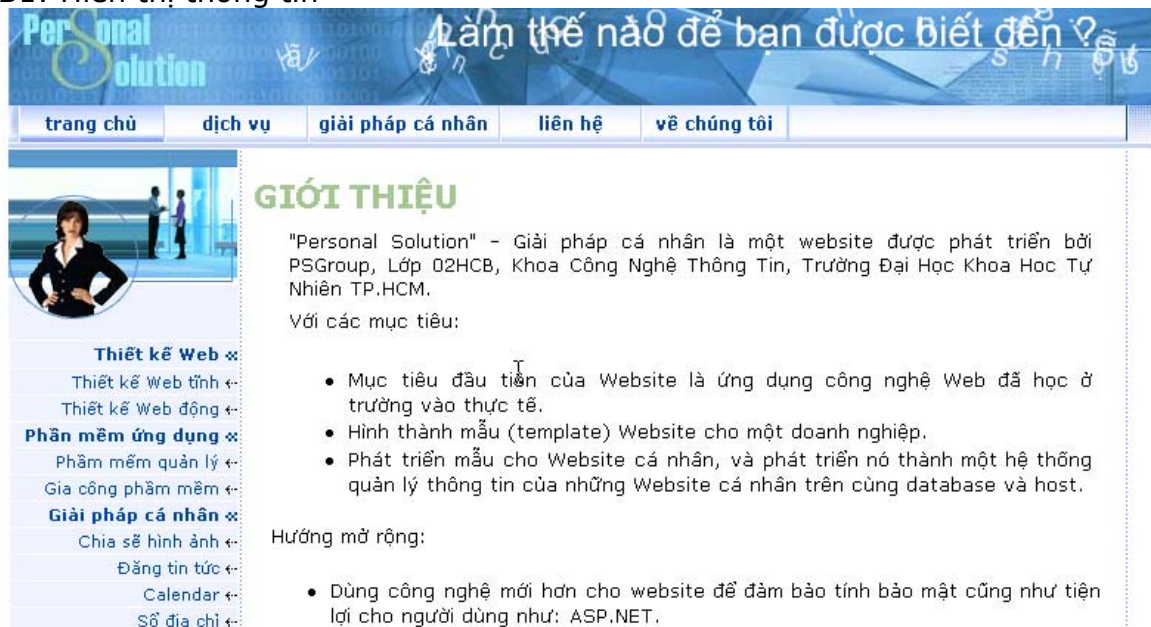 Hiển thị thông tin
Personal Solution
Làm thế nào để bạn được biết đến ?
trang chủ dịch vụ giải pháp cá nhân liên hệ về chúng tôi
Thiết kế Web
Thiết kế Web tĩnh
Thiết kế Web động
Phần mềm ứng dụng
Phầm mếm quản lý
Gia công phầm mềm
Giải pháp cá nhân
Chia sẽ hình ảnh
Đăng tin tức
Calendar
Sổ địa chỉ
GIỚI THIỆU
"Personal Solution" - Giải pháp cá nhân là một website được phát triển bởi
PSGroup, Lớp 02HCB, Khoa Công Nghệ Thông Tin, Trường Đại Học Khoa Hoc Tự
Nhiên TP.HCM.
Với các mục tiêu:
• Mục tiêu đầu tiên của Website là ứng dụng công nghệ Web đã học ở
trường vào thực tế.
• Hình thành mẫu (template) Website cho một doanh nghiệp.
• Phát triển mẫu cho Website cá nhân, và phát triển nó thành một hệ thống
quản lý thông tin của những Website cá nhân trên cùng database và host.
Hướng mở rộng:
• Dùng công nghệ mới hơn cho website để đảm bảo tính bảo mật cũng như tiện
lợi cho người dùng như: ASP.NET.